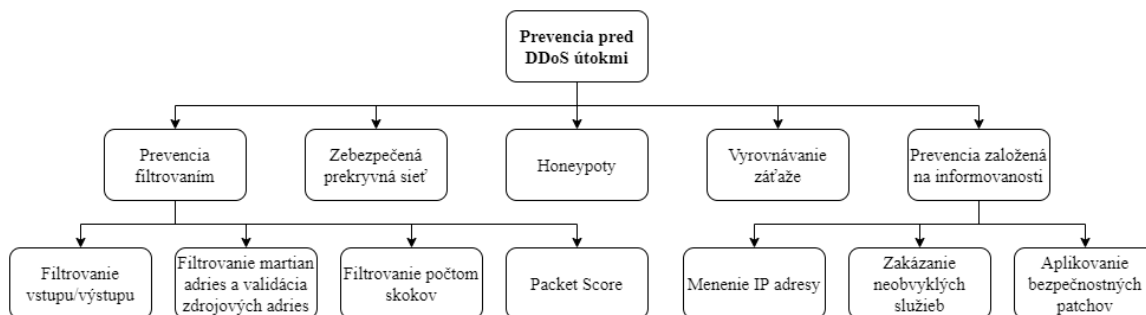 Prevencia pred
DDoS útokmi
Prevencia
filtrovaním
Zebezpečená
prekryvná sieť
Honeypoty
Vyrovnávanie
záťaže
Prevencia založená
na informovanosti
Filtrovanie
vstupu/výstupu
Filtrovanie martian
adries a validácia
zdrojových adries
Filtrovanie počtom
skokov
Packet Score
Menenie IP adresy
Zakázanie
neobvyklých
služieb
Aplikovanie
bezpečnostných
patchov